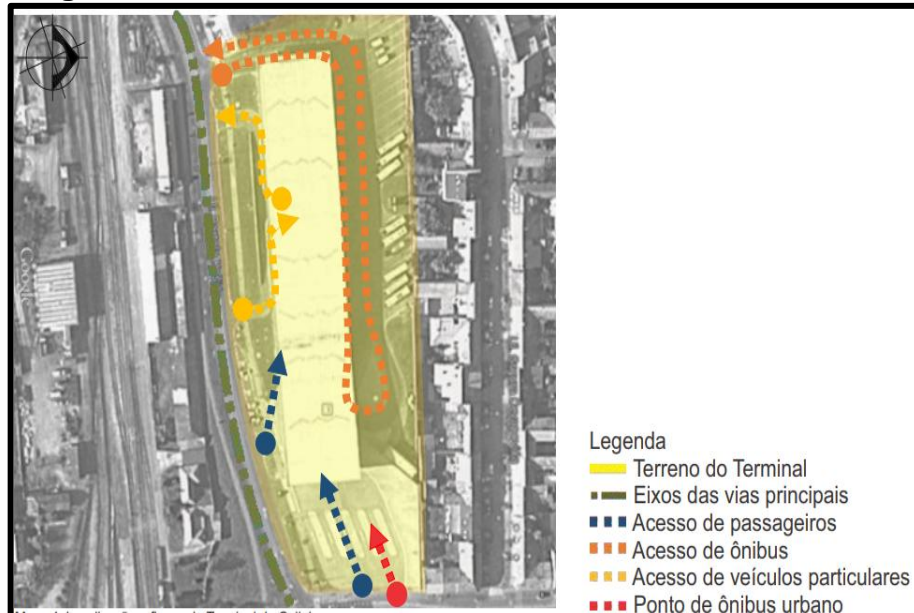 Google
Legenda
Terreno do Terminal
Eixos das vias principais
Acesso de passageiros
Acesso de ônibus
Acesso de veículos particulares
Ponto de ônibus urbano